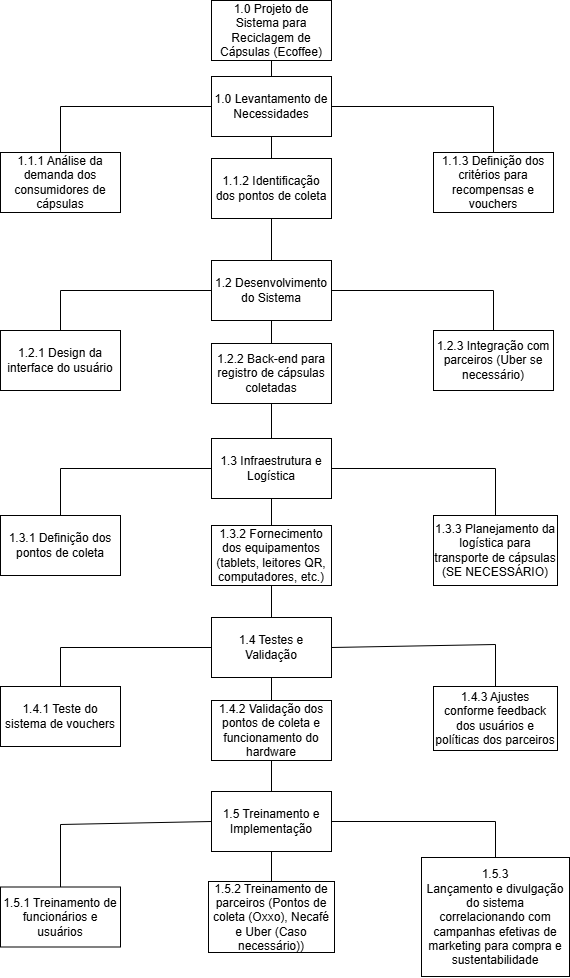 1.0 Projeto de
Sistema para
Reciclagem de
Cápsulas (Ecoffee)
1.0 Levantamento de
Necessidades
1.1.1 Análise da
demanda dos
consumidores de
cápsulas
1.1.2 Identificação
dos pontos de coleta
1.1.3 Definição dos
critérios para
recompensas e
vouchers
1.2 Desenvolvimento
do Sistema
1.2.1 Design da
interface do usuário
1.2.2 Back-end para
registro de cápsulas
coletadas
1.2.3 Integração com
parceiros (Uber se
necessário)
1.3 Infraestrutura e
Logística
1.3.1 Definição dos
pontos de coleta
1.3.2 Fornecimento
dos equipamentos
(tablets, leitores QR,
computadores, etc.)
1.3.3 Planejamento da
logística para
transporte de cápsulas
(SE NECESSÁRIO)
1.4 Testes e
Validação
1.4.1 Teste do
sistema de vouchers
1.4.2 Validação dos
pontos de coleta e
funcionamento do
hardware
1.4.3 Ajustes
conforme feedback
dos usuários e
políticas dos parceiros
1.5 Treinamento e
Implementação
1.5.1 Treinamento de
funcionários e
usuários
1.5.2 Treinamento de
parceiros (Pontos de
coleta (Oxxo), Necafé
e Uber (Caso
necessário))
1.5.3
Lançamento e divulgação
do sistema
correlacionando com
campanhas efetivas de
marketing para compra e
sustentabilidade